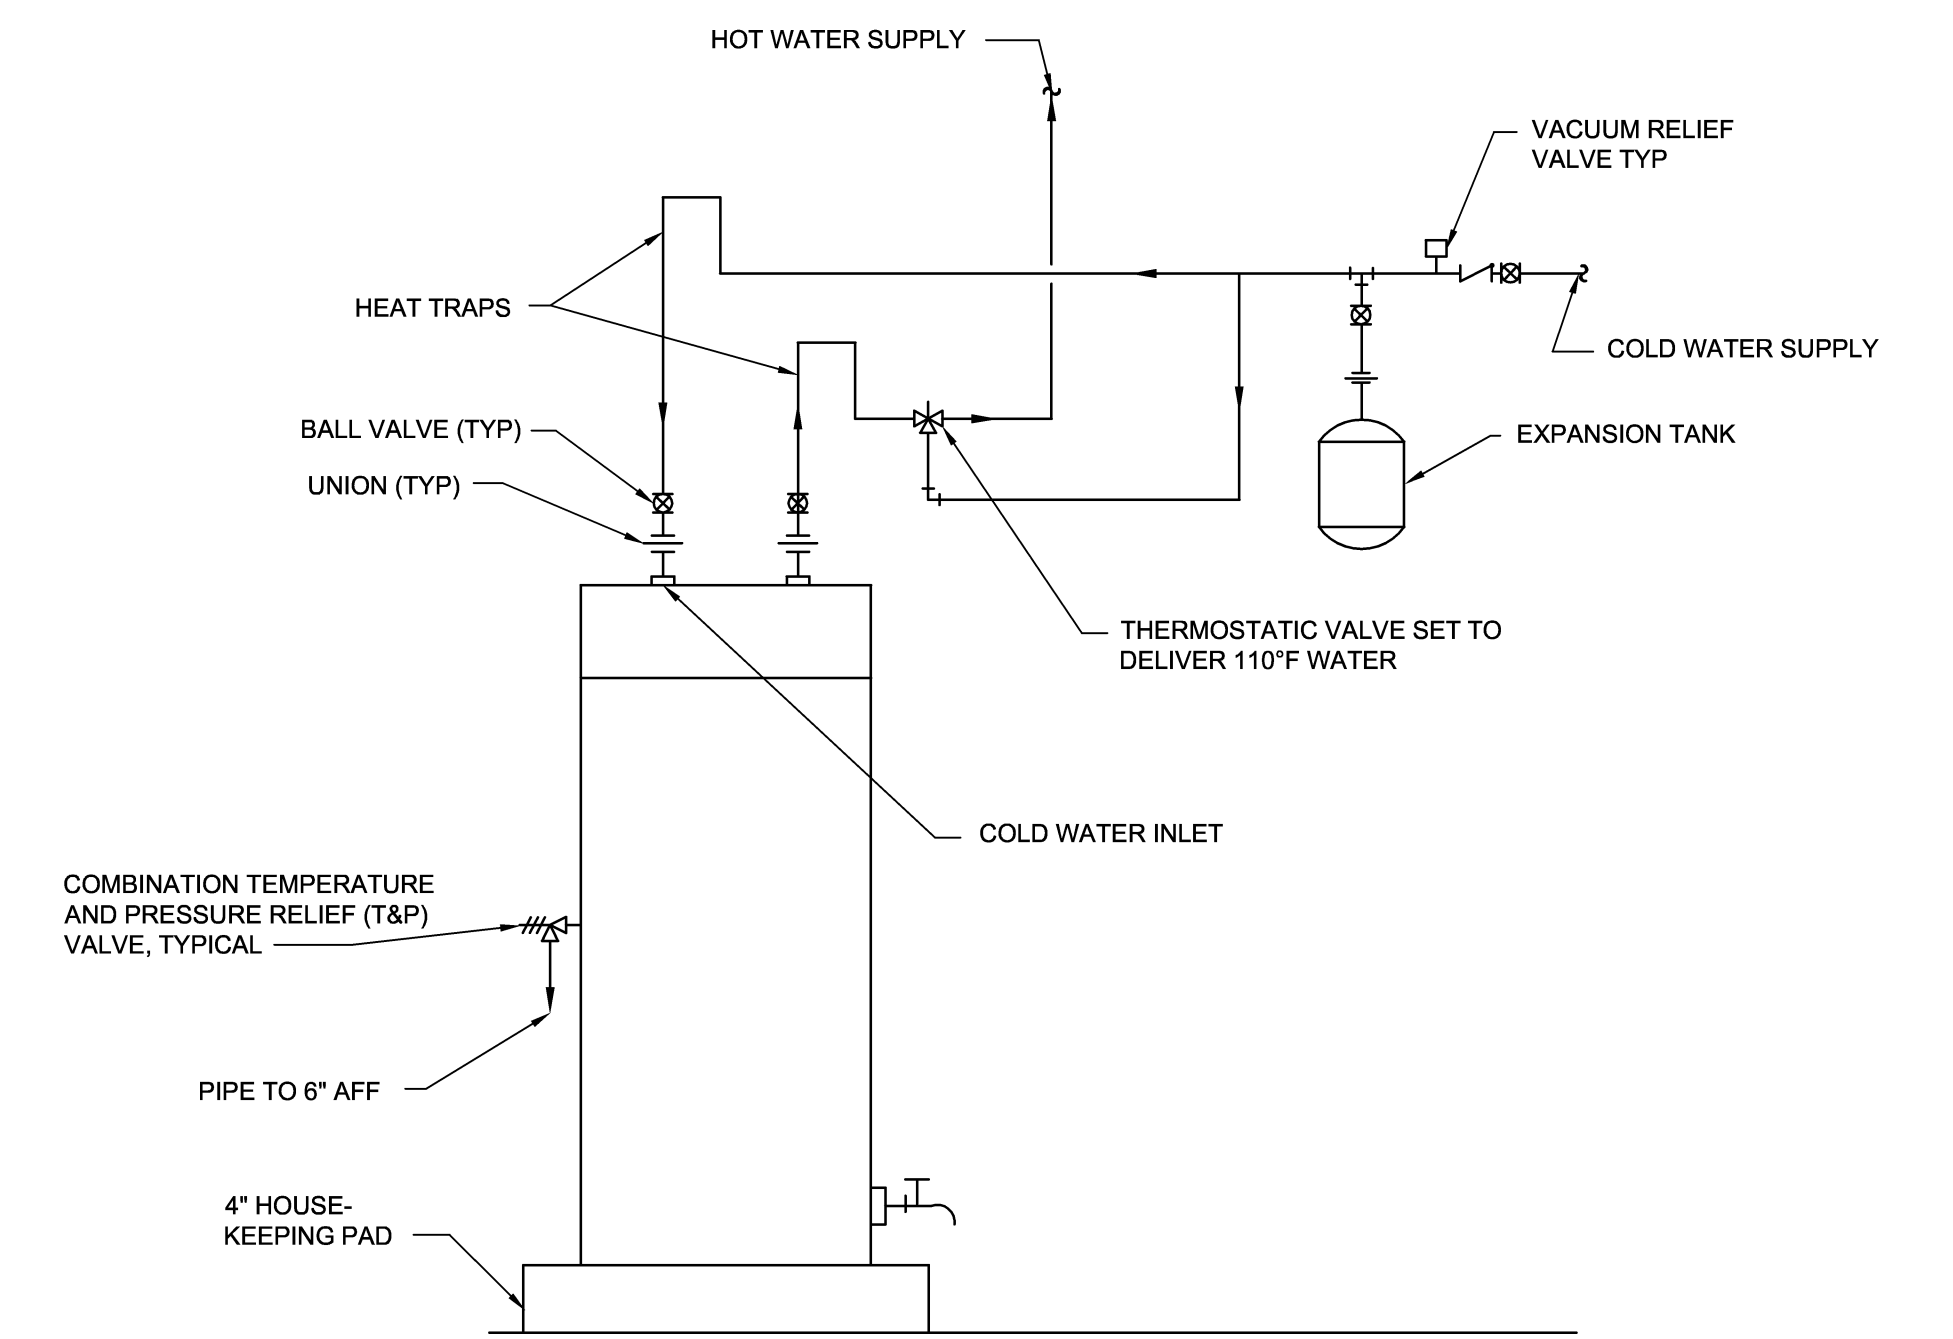 HOT WATER SUPPLY
VACUUM RELIEF
VALVE TYP
HEAT TRAPS
COLD WATER SUPPLY
BALL VALVE (TYP)
EXPANSION TANK
UNION (TYP)
THERMOSTATIC VALVE SET TO
DELIVER 110°F WATER
COLD WATER INLET
COMBINATION TEMPERATURE
AND PRESSURE RELIEF (T&P)
VALVE, TYPICAL
PIPE TO 6" AFF
4" HOUSE-
KEEPING PAD